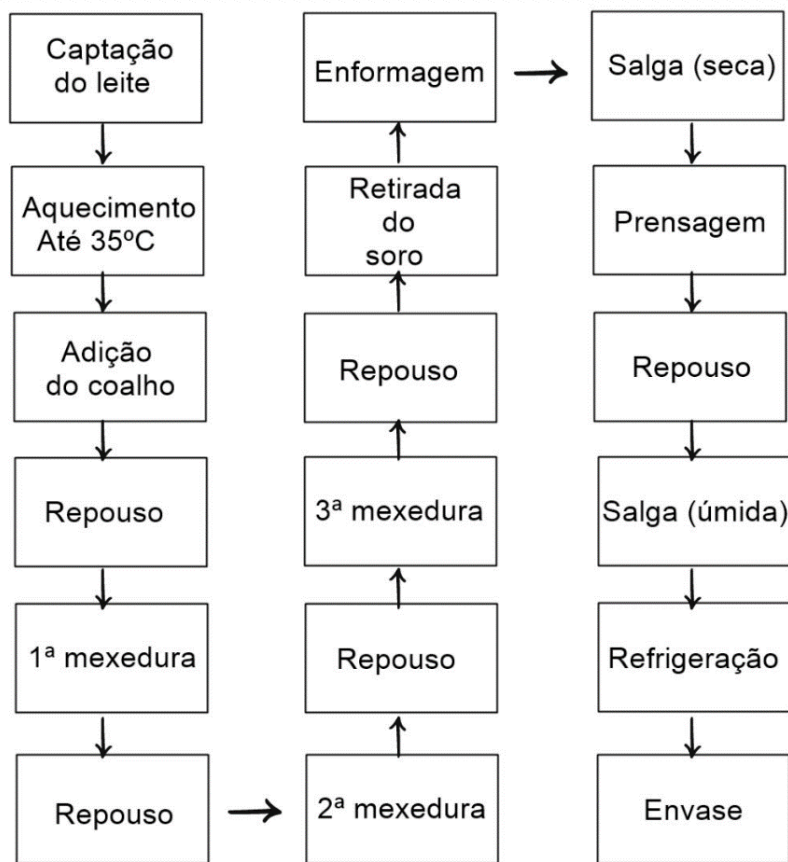 Captação
do leite
Aquecimento
Até 35ºC
Adição
do coalho
Repouso
1ª mexedura
Repouso
2ª mexedura
Repouso
3ª mexedura
Repouso
Retirada
do
soro
Enformagem
Salga (seca)
Prensagem
Repouso
Salga (úmida)
Refrigeração
Envase